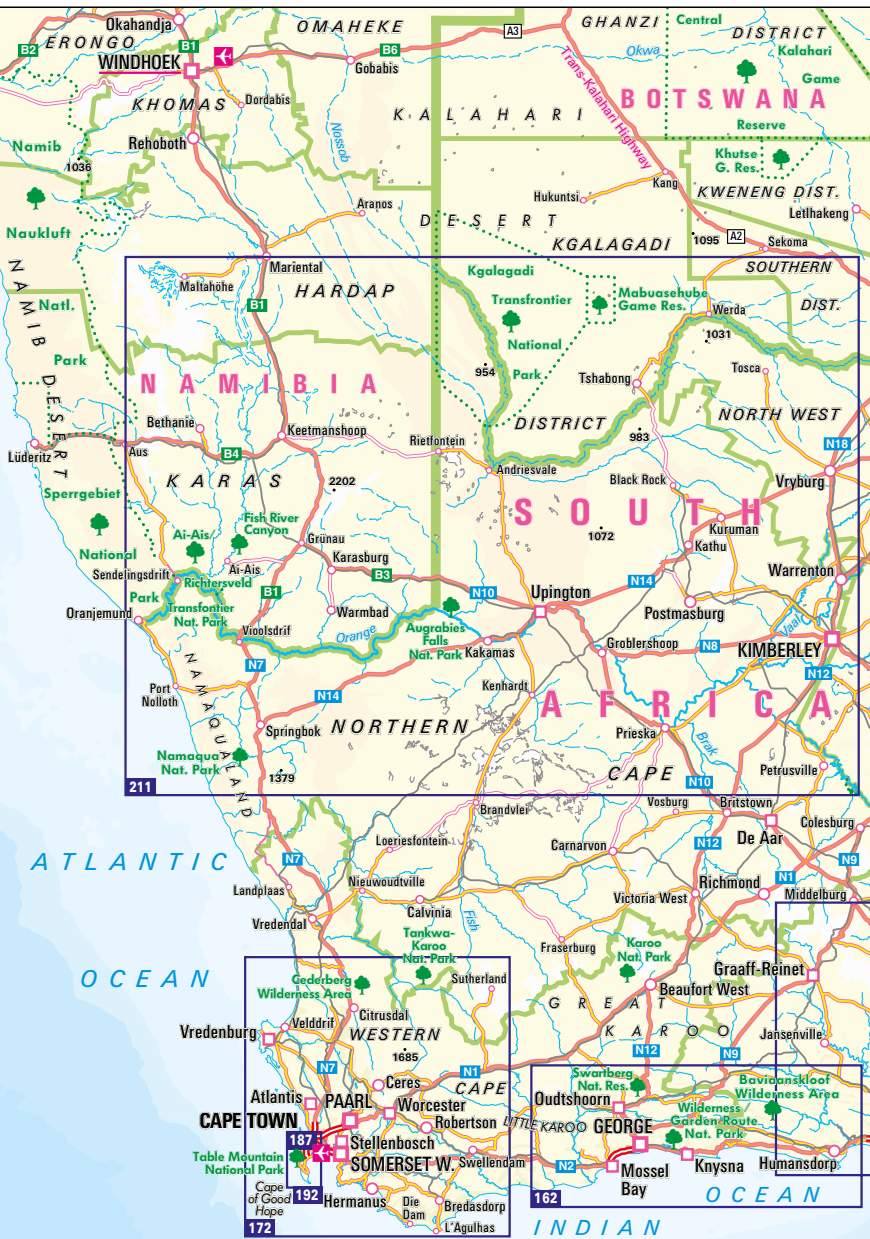 Okahandja
OMAHEKE
GHANZI
Central
DISTRICT
A3
B2
ERONGO
B1
B6
Okwa
Kalahari
WINDHOEK
Gobabis
Game
BOTSWANA
Trans-Kalahari Highway
KHOMAS
Dordabis
KALAHARI
Reserve
Nossob
Rehoboth
Namib
1036
Khutse
G. Res.
Kang
KWENENG DIST.
Hukuntsi
Letlhakeng
Aranos
DESERT
Naukluft
KGALAGADI
1095
A2
Sekoma
NAMIB DESERT
Mariental
SOUTHERN
Kgalagadi
Maltahöhe
HARDAP
Natl.
Transfrontier
Mabuasehube
Game Res.
DIST.
B1
Werda
1031
National
Park
954
Park
Tosca
NAMIBIA
Tshabong
NORTH WEST
Bethanie
DISTRICT
Keetmanshoop
983
N18
Lüderitz
Aus
B4
Rietfontein
Andriesvale
Vryburg
KARAS
2202
Black Rock
Sperrgebiet
SOUTH
Fish River
Canyon
Ai-Ais/
Kuruman
1072
National
Grünau
Kathu
Karasburg
Sendelingsdrift
Ai-Ais
B3
Warrenton
Richtersveld
N14
Park
B1
N10
Upington
Transfontier
Nat. Park
Oranjemund
Warmbad
Postmasburg
Vaal
Augrabies
Falls
Nat. Park
Vioolsdrif
Orange
Kakamas
Groblershoop
N8
KIMBERLEY
N7
N12
NAMAQUALAND
Port
Nolloth
N14
Kenhardt
AFRICA
Springbok
NORTHERN
Prieska
Brak
Namaqua
Nat. Park
1379
CAPE
Petrusville
N10
211
Brandvlei
Vosburg
Britstown
De Aar
Colesburg
Loeriesfontein
Carnarvon
N12
ATLANTIC
N7
N9
N1
Nieuwoudtville
Richmond
Landplaas
Victoria West
Middelburg
Calvinia
Vredendal
Fish
Tankwa-
Karoo
Nat. Park
Fraserburg
Karoo
Nat. Park
OCEAN
Graaff-Reinet
Cederberg
Wilderness Area
Sutherland
Beaufort West
GREAT
Citrusdal
Velddrif
Vredenburg
WESTERN
KAROO
Jansenville
1685
N12
N9
N7
N1
Swartberg
Nat. Res.
Baviaanskloof
Wilderness Area
Ceres
CAPE
Atlantis
PAARL
Oudtshoorn
Worcester
Wilderness
Garden Route
Nat. Park
CAPE TOWN
Robertson
LITTLE KAROO
GEORGE
187
Stellenbosch
Table Mountain
National Park
SOMERSET W.
Swellendam
N2
Mossel
Bay
Knysna
Humansdorp
Cape
of Good
Hope
192
Hermanus
Die
Dam
Bredasdorp
162
OCEAN
172
L'Agulhas
INDIAN